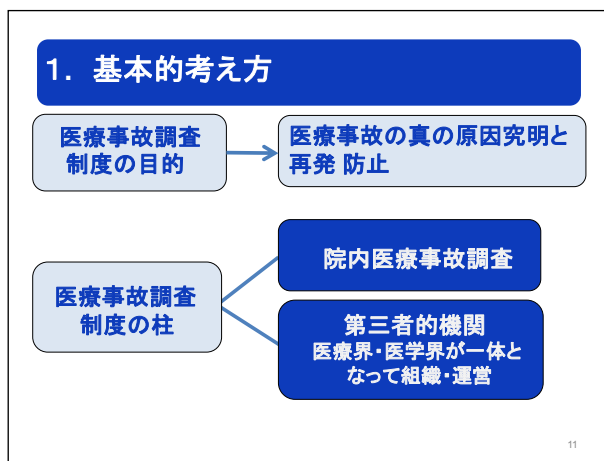 1. 基本的考え方
医療事故調査
制度の目的
医療事故の真の原因究明と
再発 防止
医療事故調査
制度の柱
院内医療事故調査
第三者的機関
医療界・医学界が一体と
なって組織・運営
11